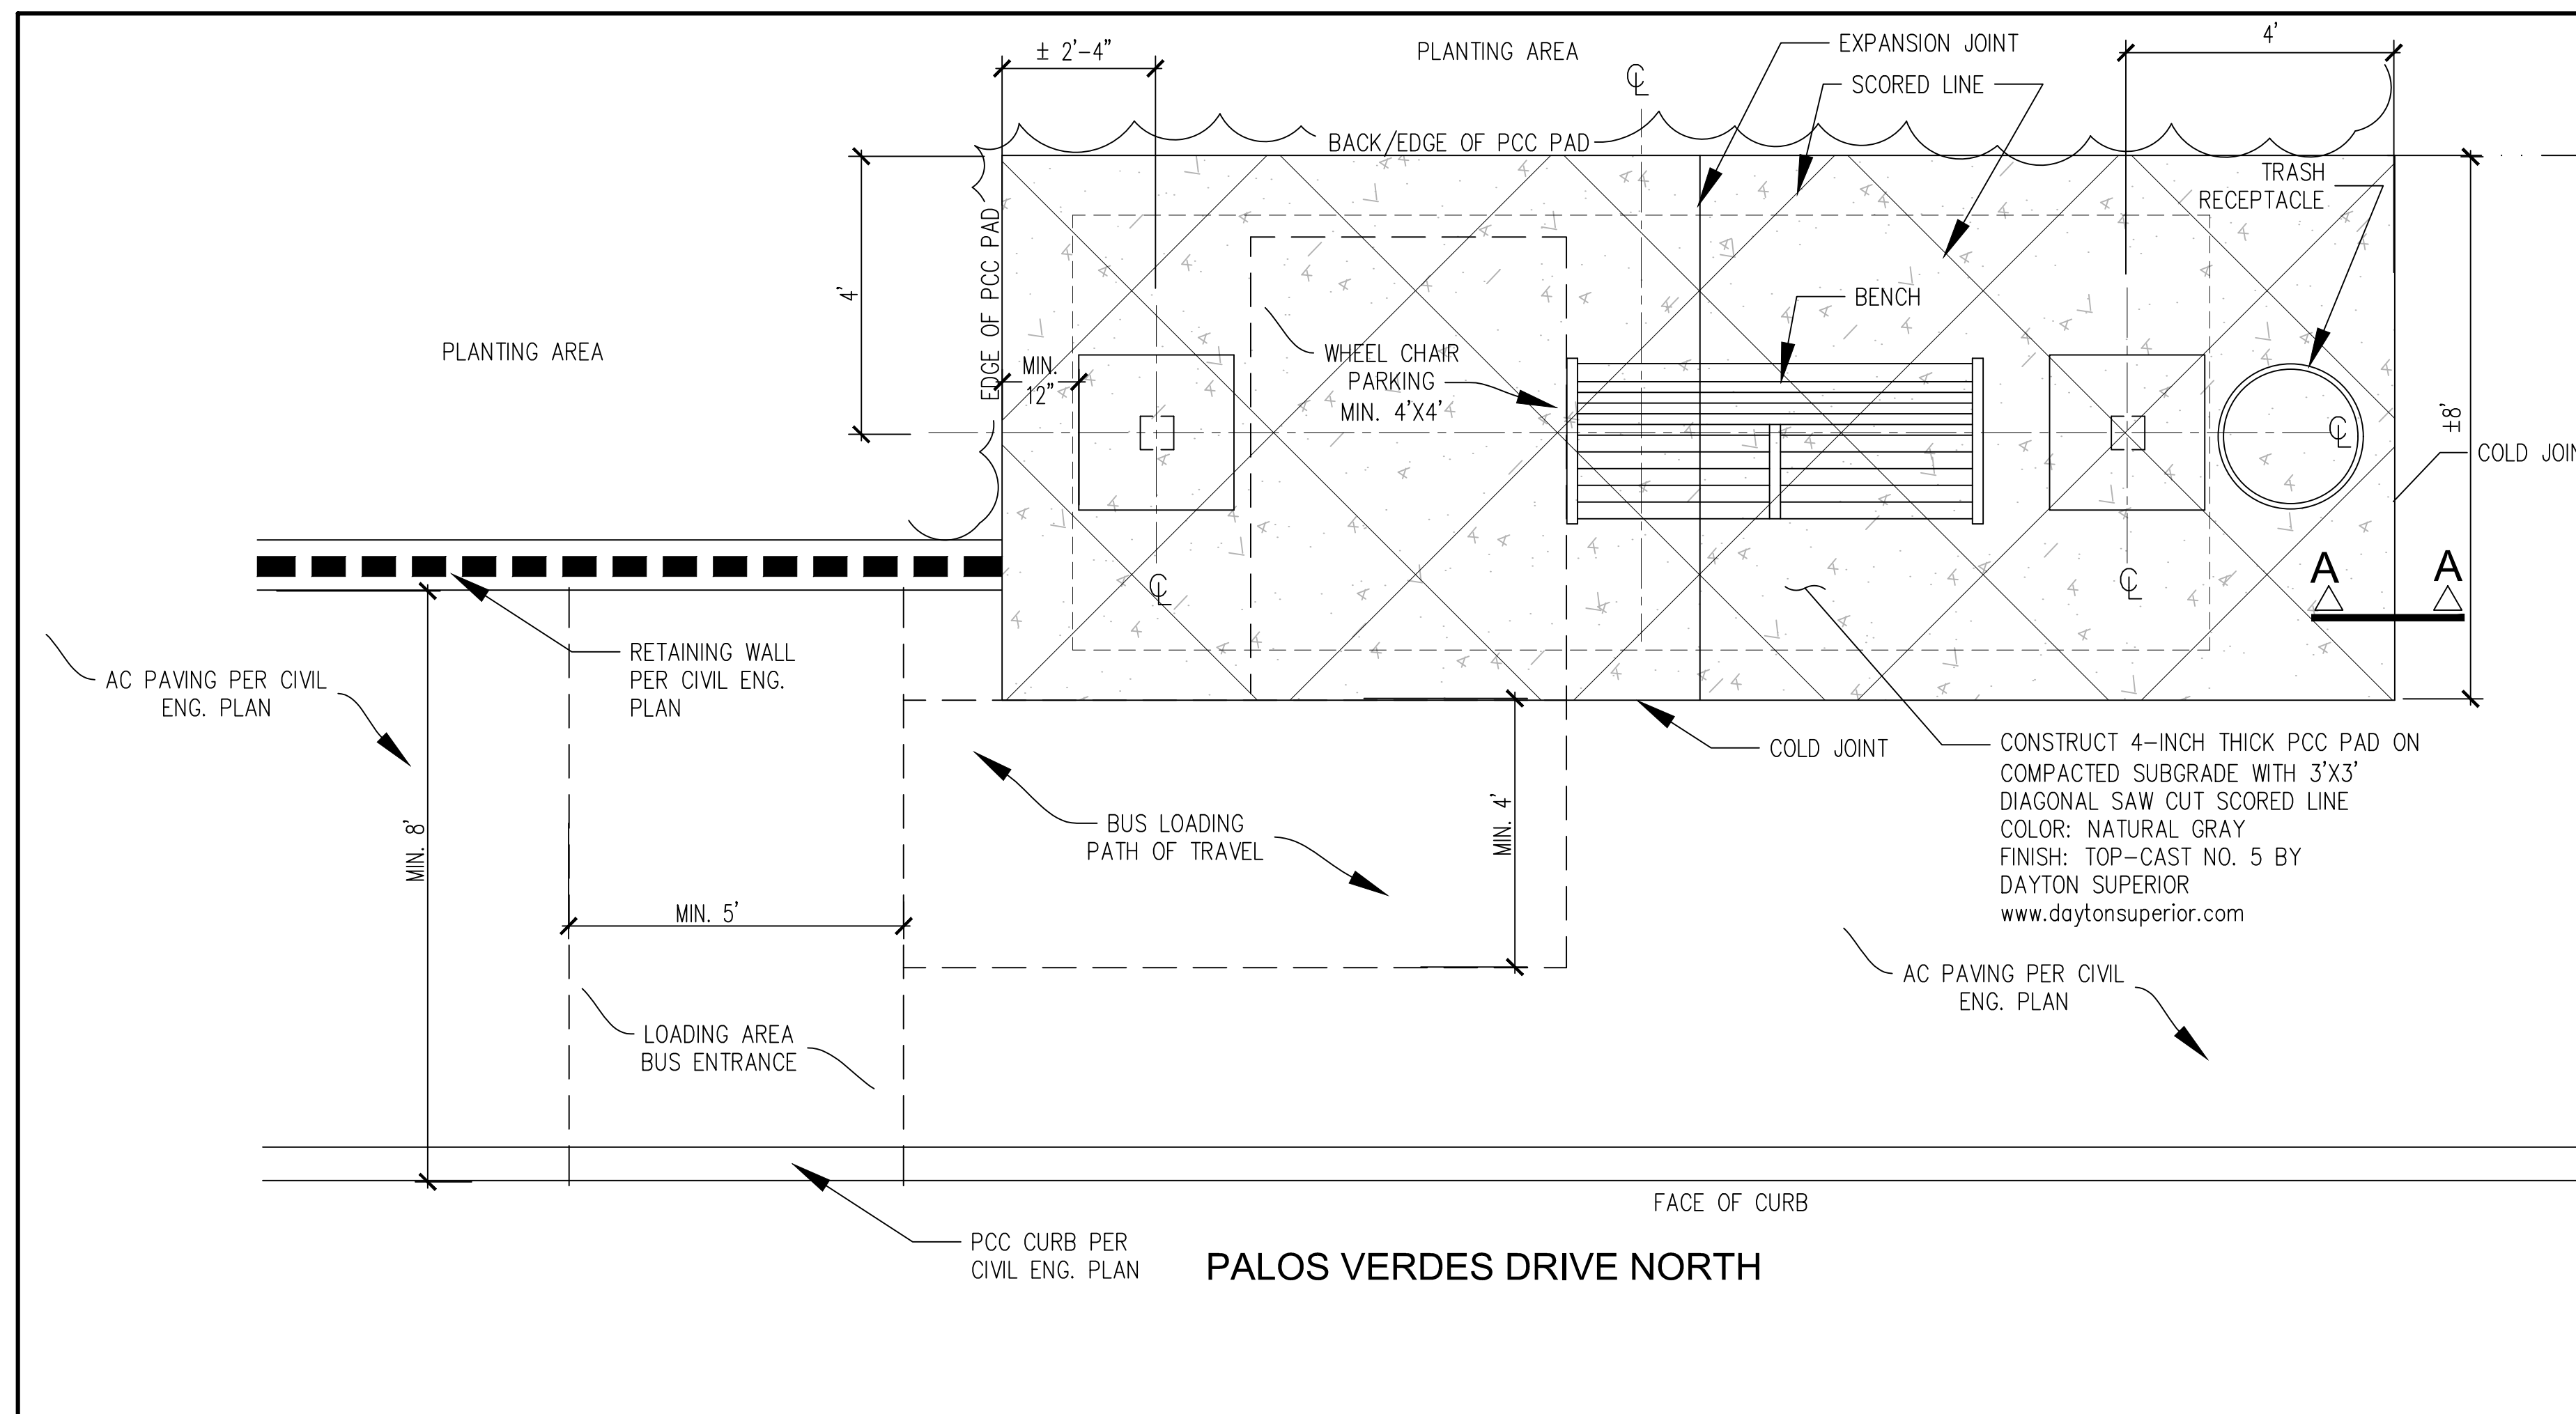 ± 2'-4"
PLANTING AREA
EXPANSION JOINT
4'
SCORED LINE
℄
BACK/EDGE OF PCC PAD
TRASH
RECEPTACLE
EDGE OF PCC PAD
4'
PLANTING AREA
MIN.
12"
WHEEL CHAIR
PARKING
MIN. 4'X4'
BENCH
℄
±8'
COLD JOIN
A A
℄
℄
RETAINING WALL
PER CIVIL ENG.
PLAN
AC PAVING PER CIVIL
ENG. PLAN
COLD JOINT
CONSTRUCT 4-INCH THICK PCC PAD ON
COMPACTED SUBGRADE WITH 3'X3'
DIAGONAL SAW CUT SCORED LINE
COLOR: NATURAL GRAY
FINISH: TOP-CAST NO. 5 BY
DAYTON SUPERIOR
www.daytonsuperior.com
MIN. 8'
BUS LOADING
PATH OF TRAVEL
MIN. 4'
MIN. 5'
AC PAVING PER CIVIL
ENG. PLAN
LOADING AREA
BUS ENTRANCE
FACE OF CURB
PCC CURB PER
CIVIL ENG. PLAN
PALOS VERDES DRIVE NORTH